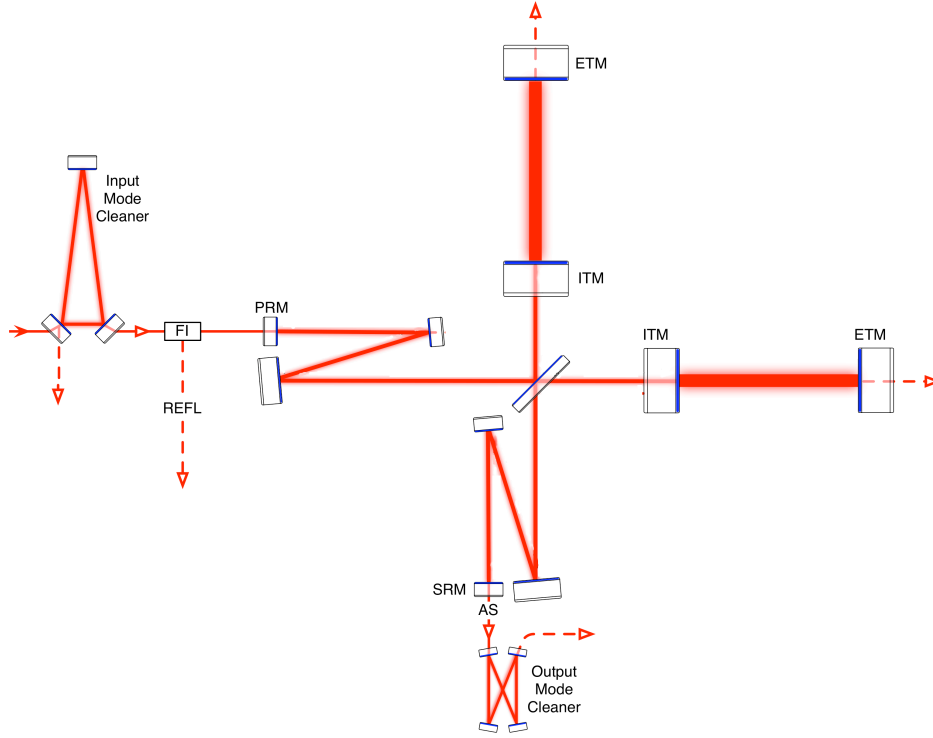 ETM
Input
Mode
Cleaner
ITM
PRM
FI
ITM
ETM
REFL
SRM
AS
Output
Mode
Cleaner